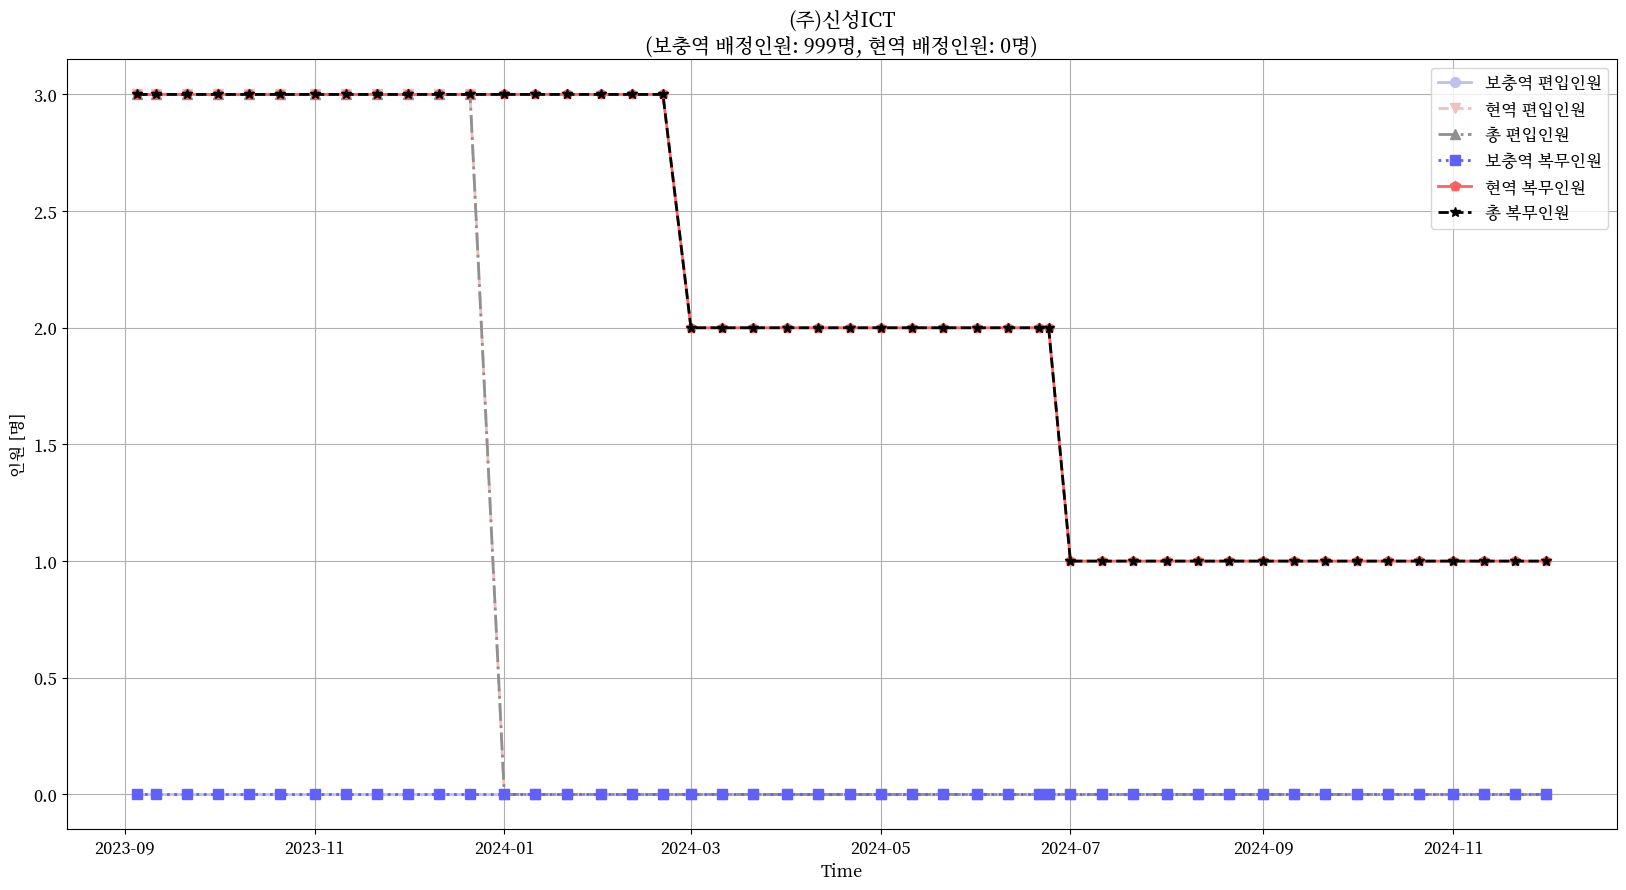 (주)신성ICT
(보충역 배정인원: 999명, 현역 배정인원: 0명)
보충역 편입인원
현역 편입인원
총 편입인원
보충역 복무인원
현역 복무인원
총 복무인원
인원 [명]
3.0
2.5
2.0
1.5
1.0
0.5
0.0
2023-09 2023-11 2024-01 2024-03 2024-05 2024-07 2024-09 2024-11
Time